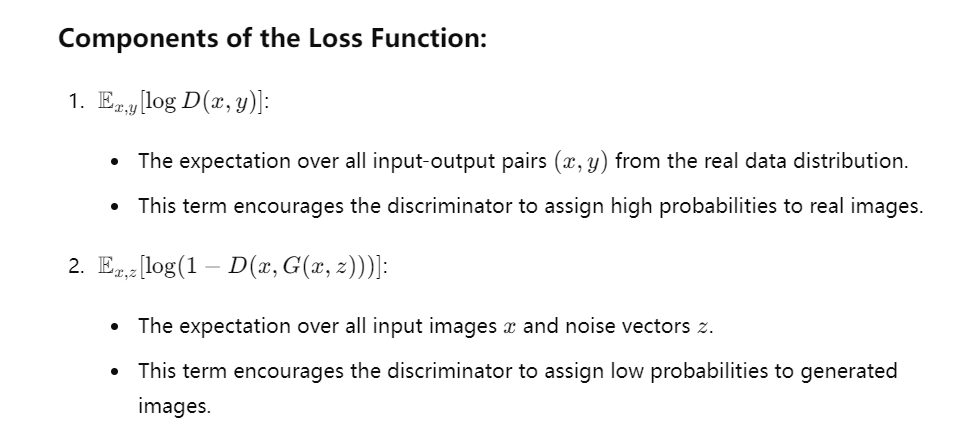 Components of the Loss Function:
1. 𝔼ₓ,ᵧ[log D(x, y)]:
• The expectation over all input-output pairs (x, y) from the real data distribution.
• This term encourages the discriminator to assign high probabilities to real images.
2. 𝔼ₓ,𝓏[log(1 − D(x, G(x, z)))]:
• The expectation over all input images x and noise vectors z.
• This term encourages the discriminator to assign low probabilities to generated
images.